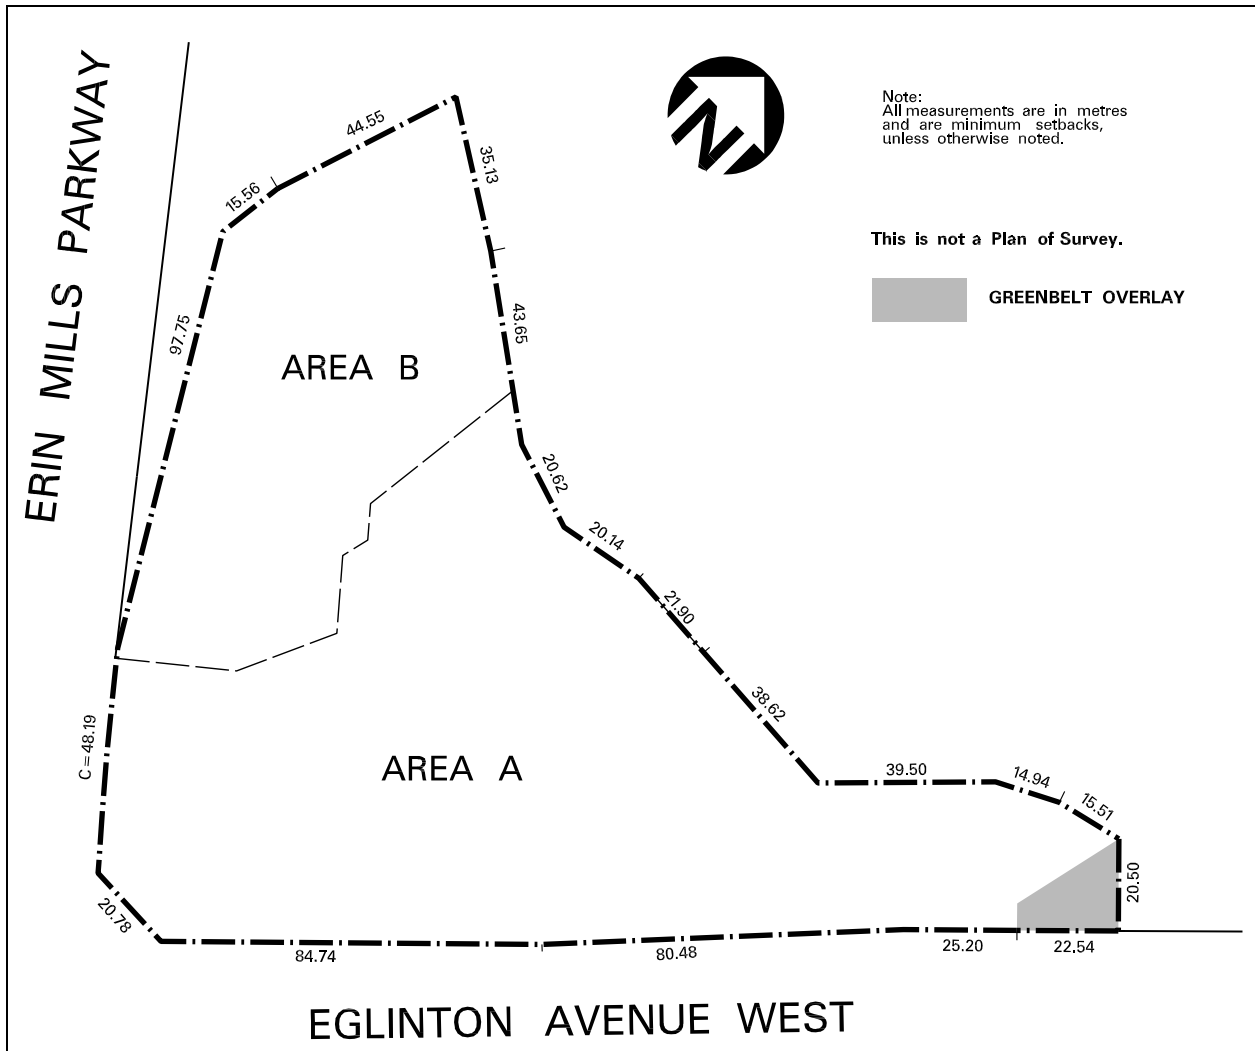 ERIN MILLS PARKWAY
44.55
15.56
35.13
97.75
43.65
AREA B
N
Note:
All measurements are in metres
and are minimum setbacks,
unless otherwise noted.
This is not a Plan of Survey.
GREENBELT OVERLAY
20.62
20.14
21.90
38.62
C=48.19
AREA A
39.50
14.94
15.51
20.50
20.78
84.74
80.48
25.20
22.54
EGLINTON AVENUE WEST